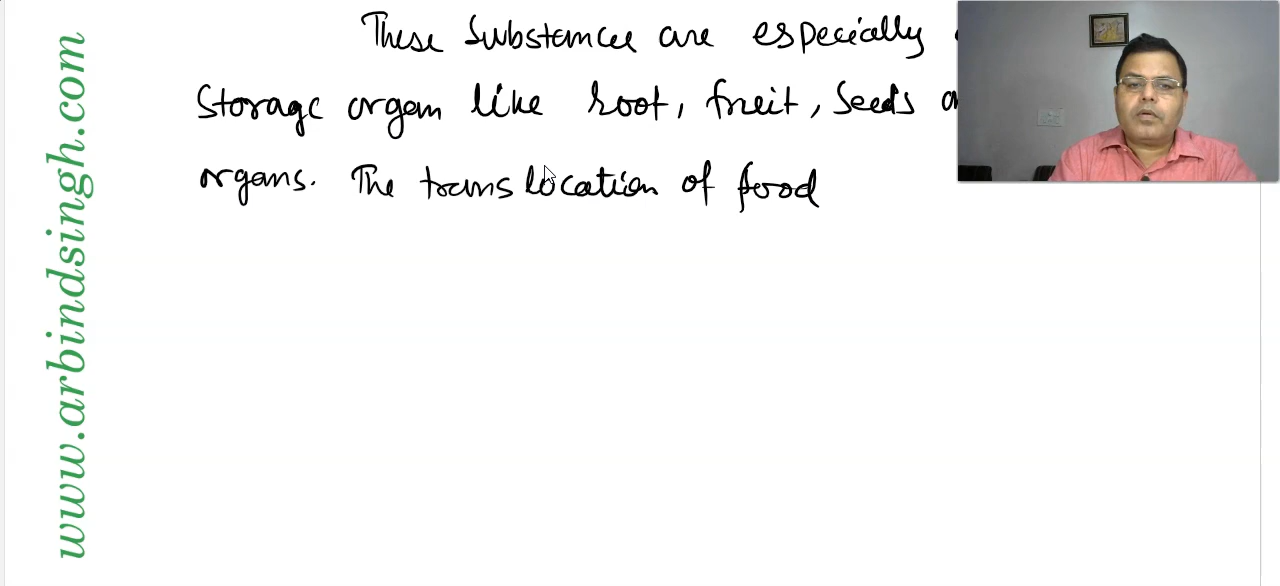 These Substances are especially
Storage organ like root, fruit, Seeds
organs. The translocation of food
www.arbindsingh.com